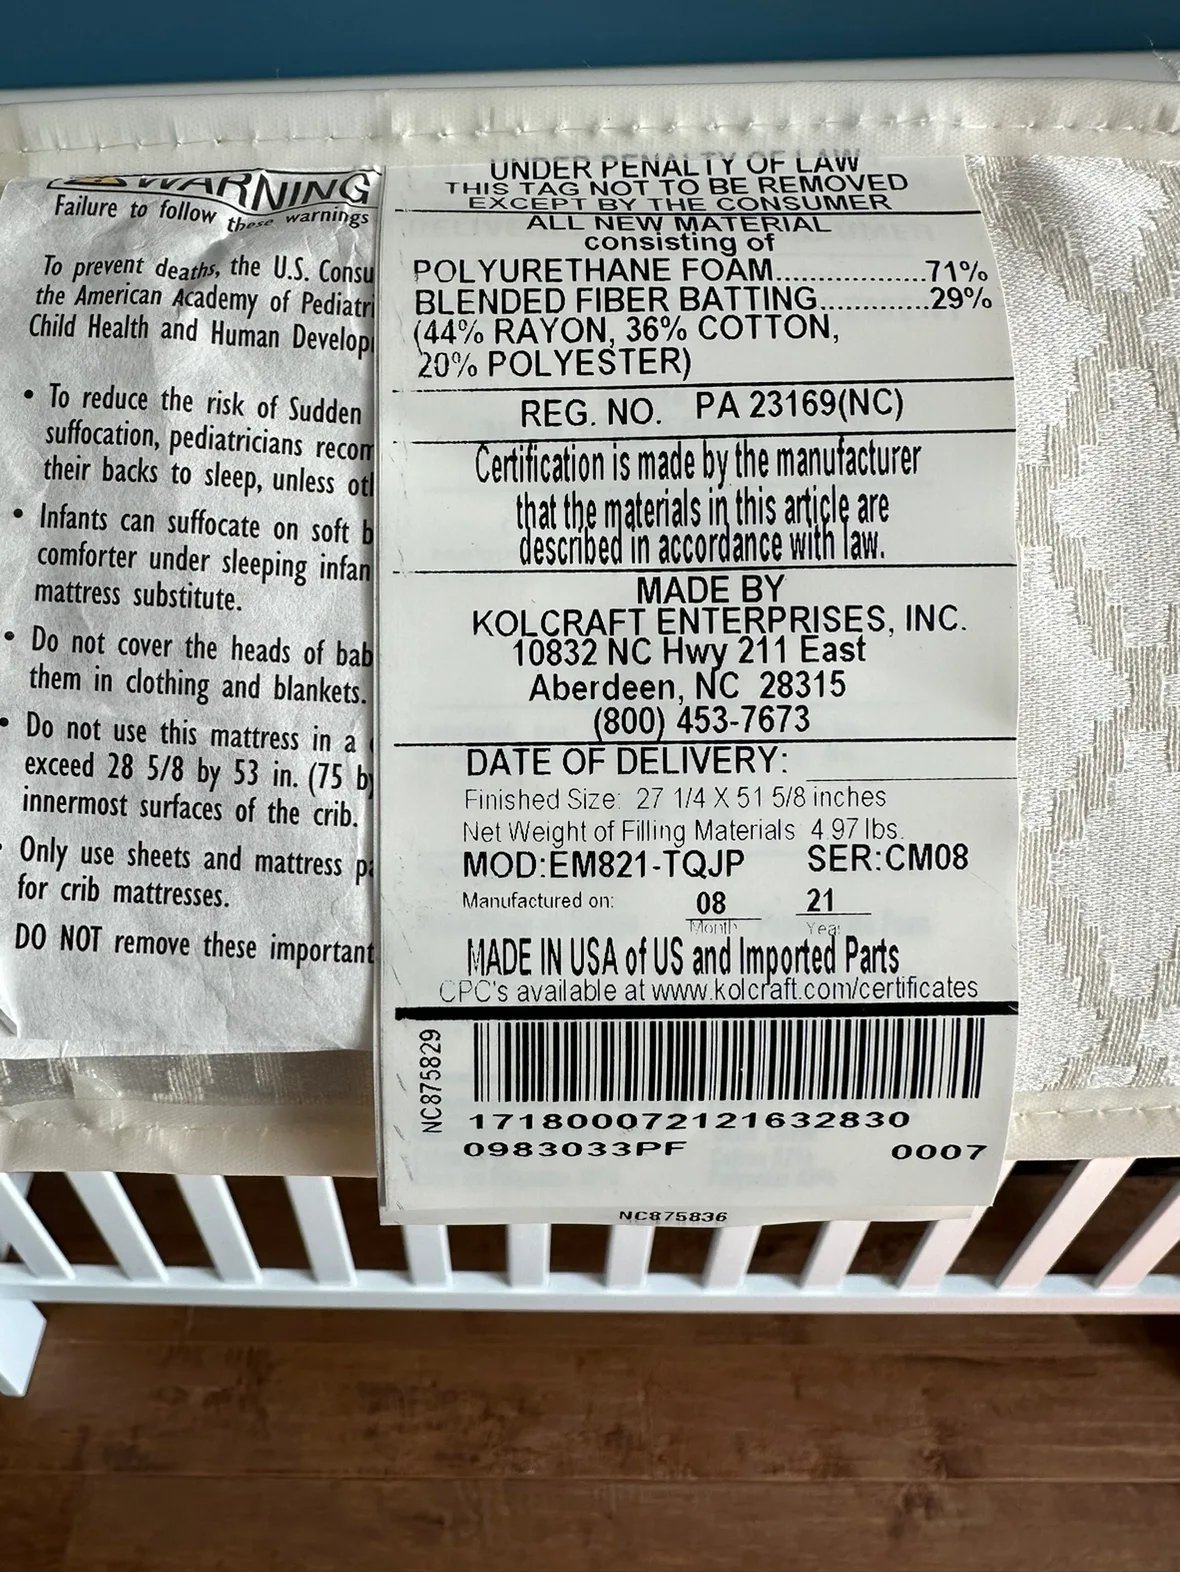 WARNING
Failure to follow these warnings
To prevent deaths, the U.S. Consu
the American Academy of Pediatri
Child Health and Human Develop
• To reduce the risk of Sudden
suffocation, pediatricians recom
their backs to sleep, unless ot
• Infants can suffocate on soft b
comforter under sleeping infan
mattress substitute.
• Do not cover the heads of bab
them in clothing and blankets.
• Do not use this mattress in a
exceed 28 5/8 by 53 in. (75 by
innermost surfaces of the crib.
• Only use sheets and mattress pa
for crib mattresses.
DO NOT remove these important
UNDER PENALTY OF LAW
THIS TAG NOT TO BE REMOVED
EXCEPT BY THE CONSUMER
ALL NEW MATERIAL
consisting of
POLYURETHANE FOAM................71%
BLENDED FIBER BATTING............29%
(44% RAYON, 36% COTTON,
20% POLYESTER)
REG. NO. PA 23169(NC)
Certification is made by the manufacturer
that the materials in this article are
described in accordance with law.
MADE BY
KOLCRAFT ENTERPRISES, INC.
10832 NC Hwy 211 East
Aberdeen, NC 28315
(800) 453-7673
DATE OF DELIVERY:
Finished Size: 27 1/4 X 51 5/8 inches
Net Weight of Filling Materials 4.97 lbs.
MOD:EM821-TQJP SER:CM08
Manufactured on: 08 21
Month Year
MADE IN USA of US and Imported Parts
CPC's available at www.kolcraft.com/certificates
NC875829
171800072121632830
0983033PF 0007
NC875836